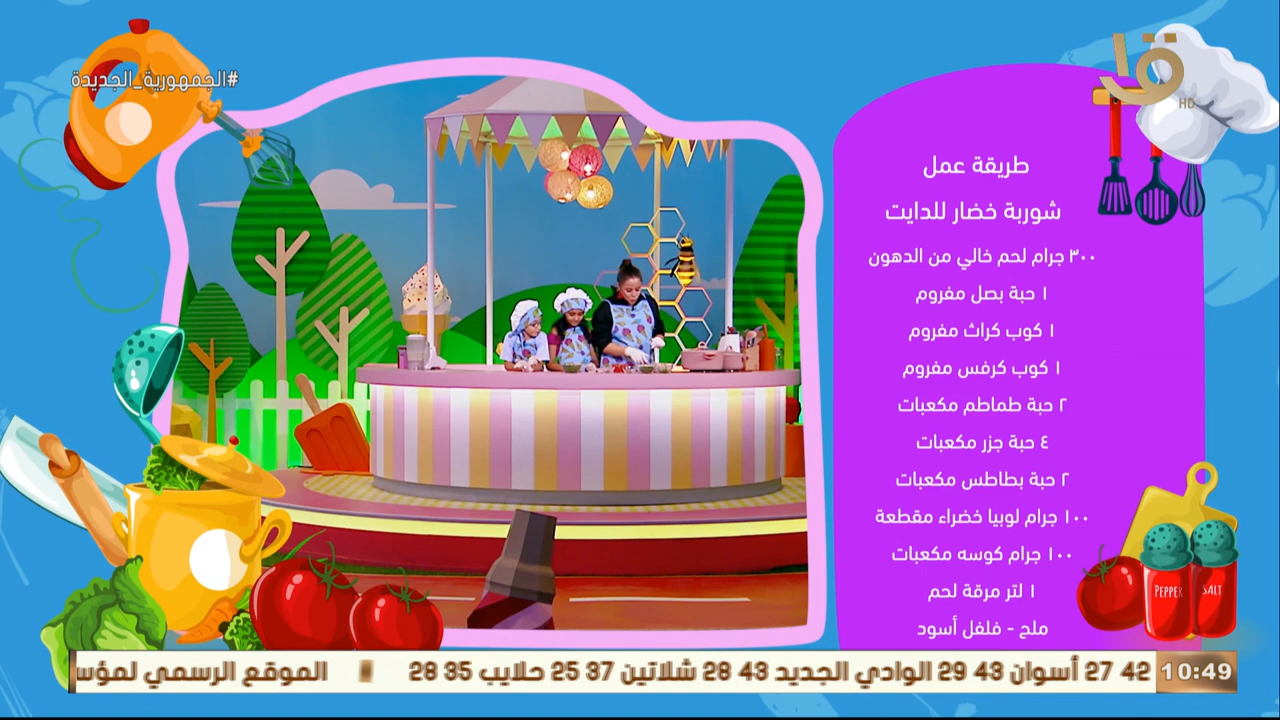 #الجمهورية_الجديدة
HD
طريقة عمل
شوربة خضار للدايت
٣٠٠ جرام لحم خالي من الدهون
١ حبة بصل مفروم
١ كوب كراث مفروم
١ كوب كرفس مفروم
٢ حبة طماطم مكعبات
٤ حبة جزر مكعبات
٢ حبة بطاطس مكعبات
١٠٠ جرام لوبيا خضراء مقطعة
١٠٠ جرام كوسه مكعبات
١ لتر مرقة لحم
ملح - فلفل أسود
PEPPER
SALT
42 27 أسوان 43 29 الوادي الجديد 43 28 شلاتين 37 25 حلايب 35 28 الموقع الرسمي لمؤس
10:49